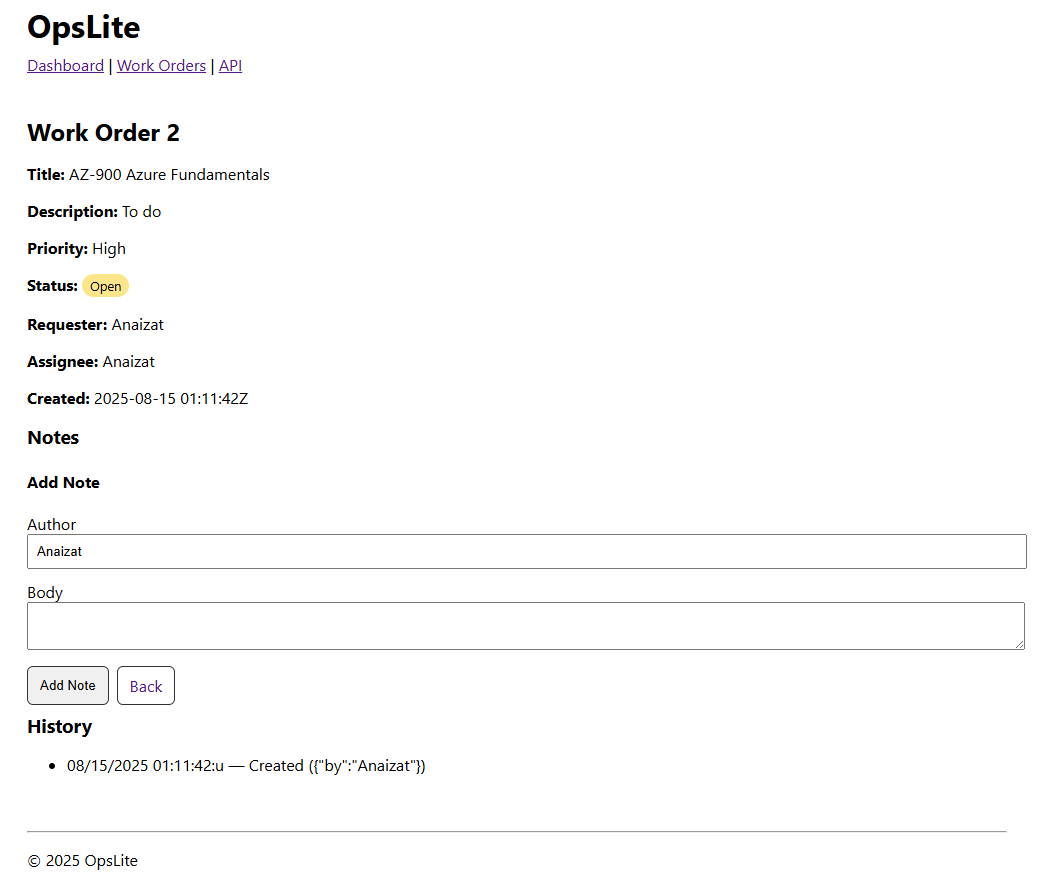 OpsLite
Dashboard | Work Orders | API
Work Order 2
Title: AZ-900 Azure Fundamentals
Description: To do
Priority: High
Status: Open
Requester: Anaizat
Assignee: Anaizat
Created: 2025-08-15 01:11:42Z
Notes
Add Note
Author
Anaizat
Body
Add Note Back
History
• 08/15/2025 01:11:42:u — Created ({"by":"Anaizat"})
© 2025 OpsLite